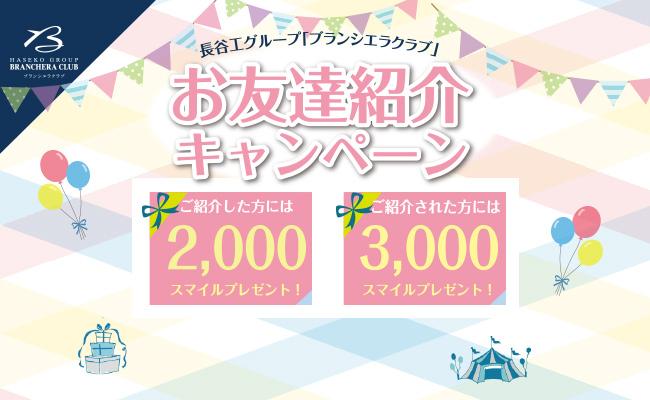 HASEKO GROUP
BRANCHERA CLUB
ブランシエラクラブ
長谷工グループ「ブランシエラクラブ」
お友達紹介
キャンペーン
ご紹介した方には
2,000
スマイルプレゼント！
ご紹介された方には
3,000
スマイルプレゼント！